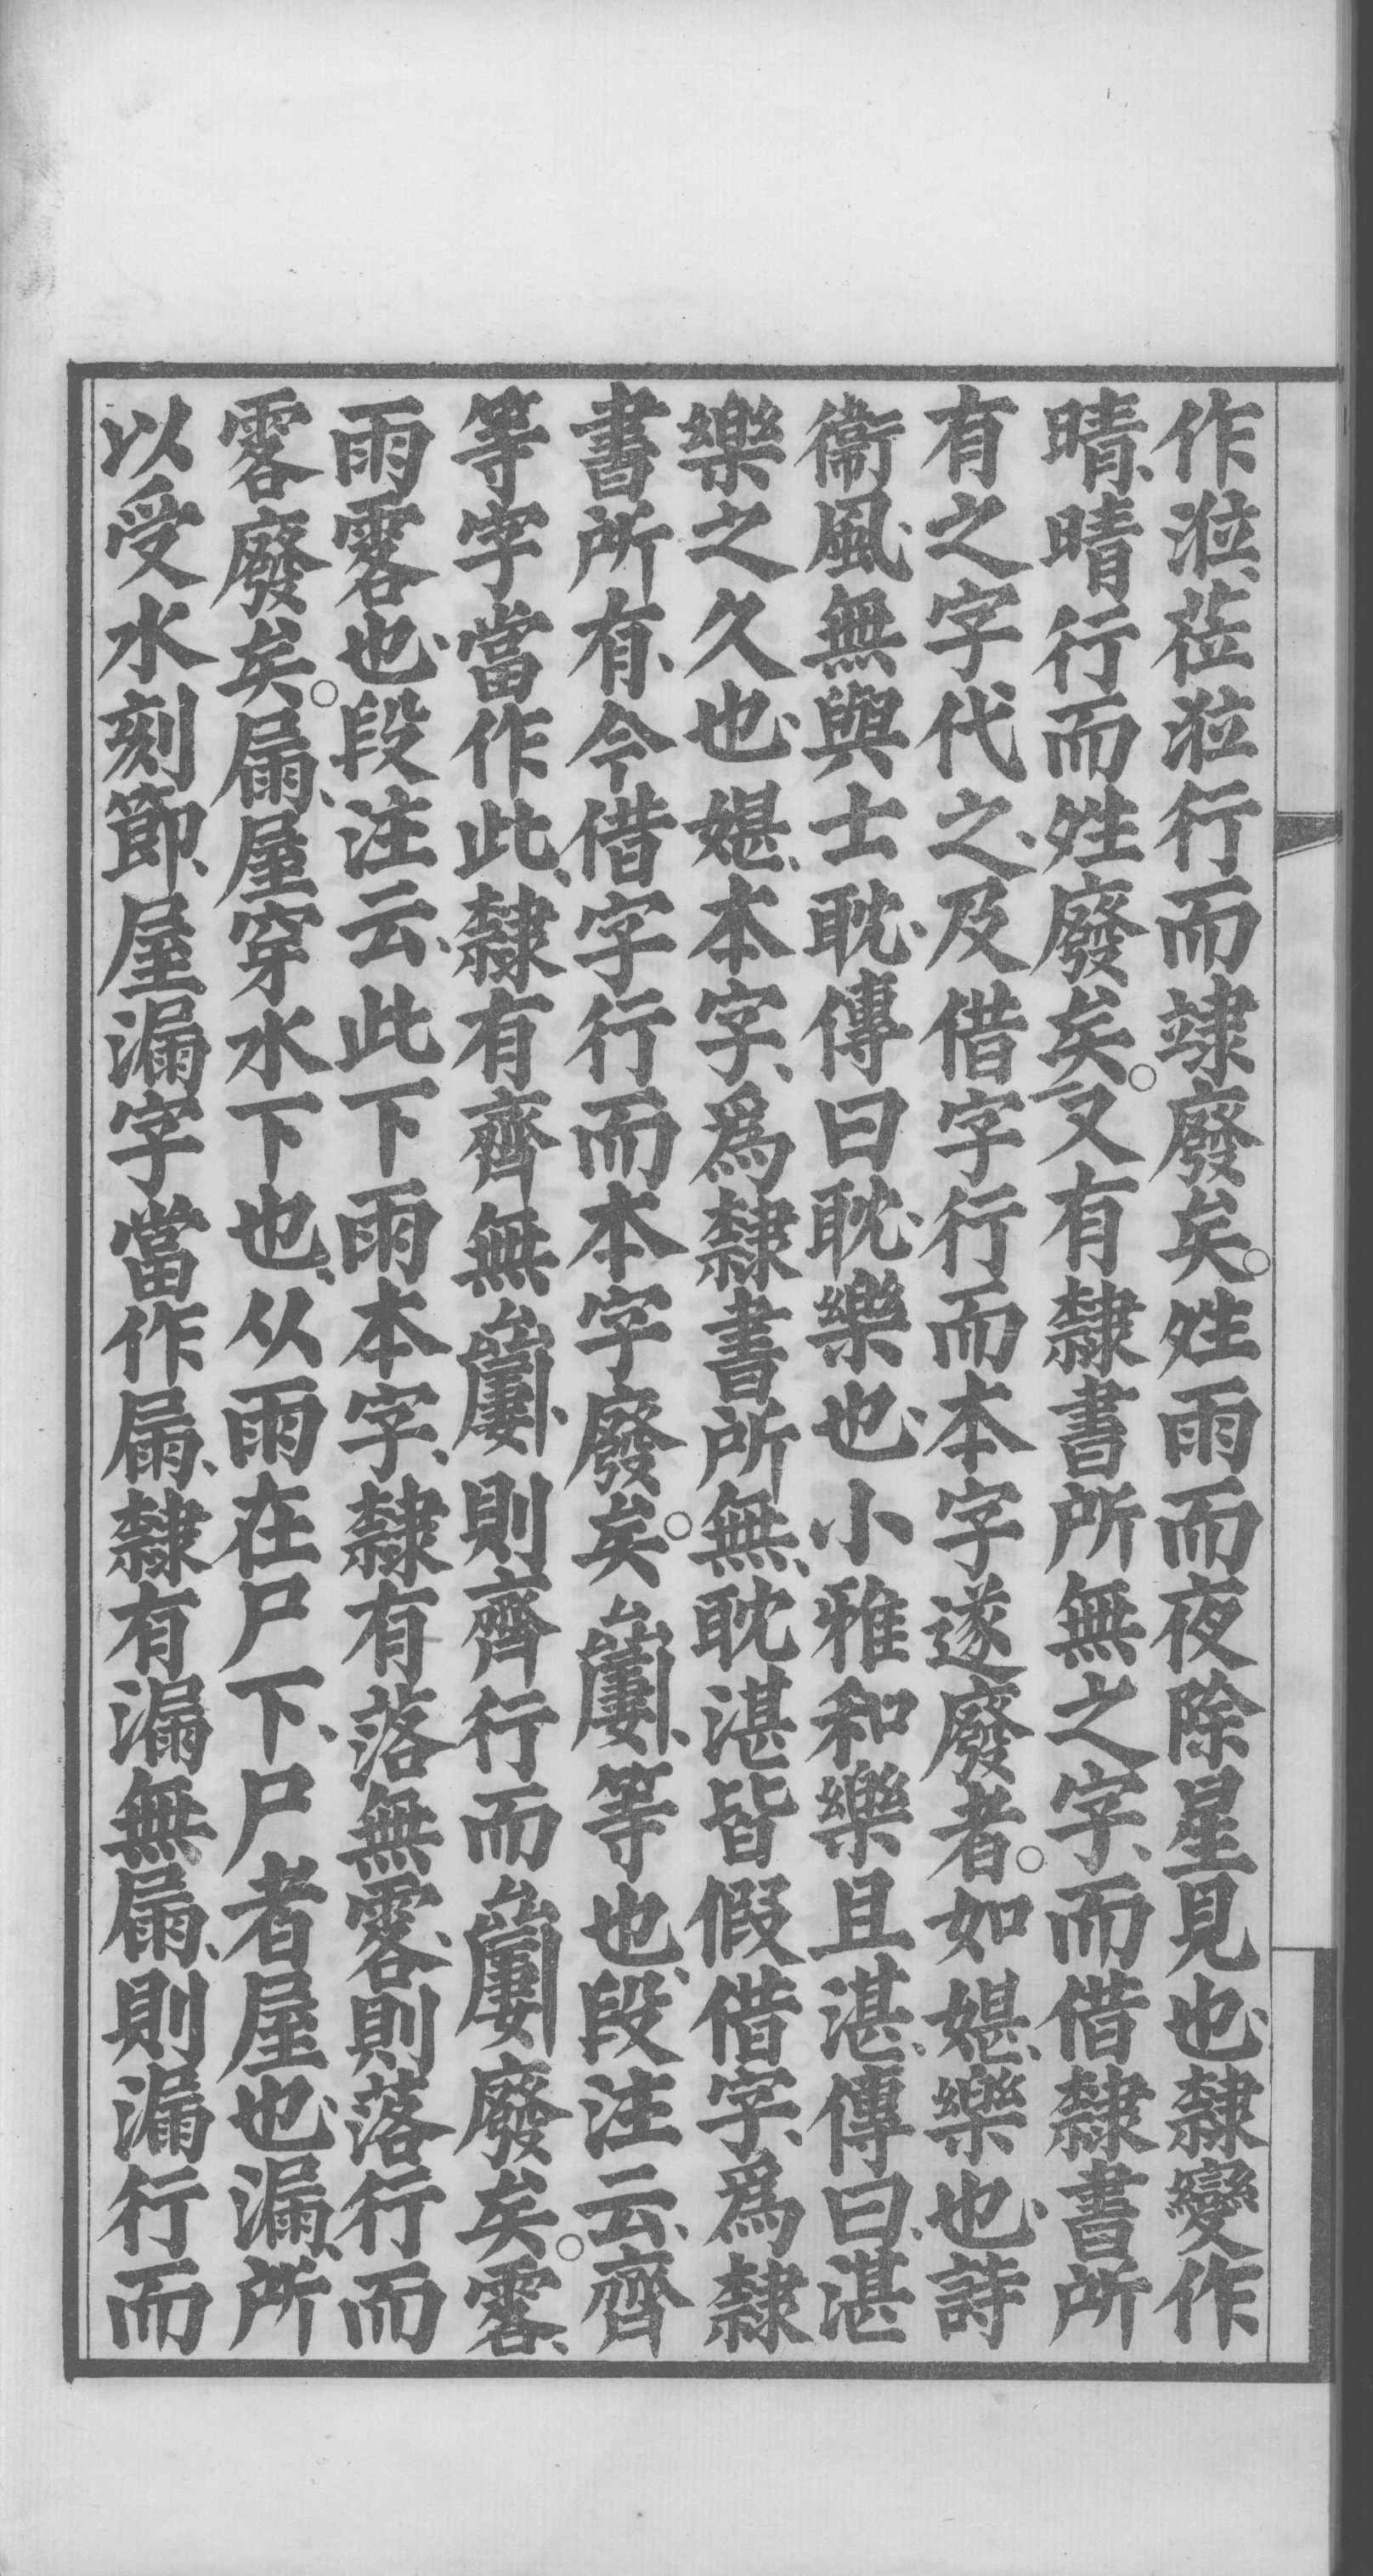 作涖、莅涖行而䇐廢矣。姓雨而夜除星見也、隸變作
晴、晴行而姓廢矣。又有隸書所無之字、而借隸書所
有之字代之、及借字行而本字遂廢者。如媅、樂也、詩
衞風、無與士耽、傳曰耽、樂也、小雅和樂且湛、傳曰、湛
樂之久也、媅、本字、爲隸書所無、耽湛皆假借字、爲隸
書所有、今借字行而本字廢矣。、等也、段注云、齊
等字當作此、隸有齊無、則齊行而廢矣。䨩、
雨䨩也、段注云、此下雨本字、隸有落無䨩、則落行而
䨩廢矣。屚、屋穿水下也、从雨在尸下、尸者屋也、漏、所
以受水刻節、屋漏字當作屚、隸有漏無屚、則漏行而